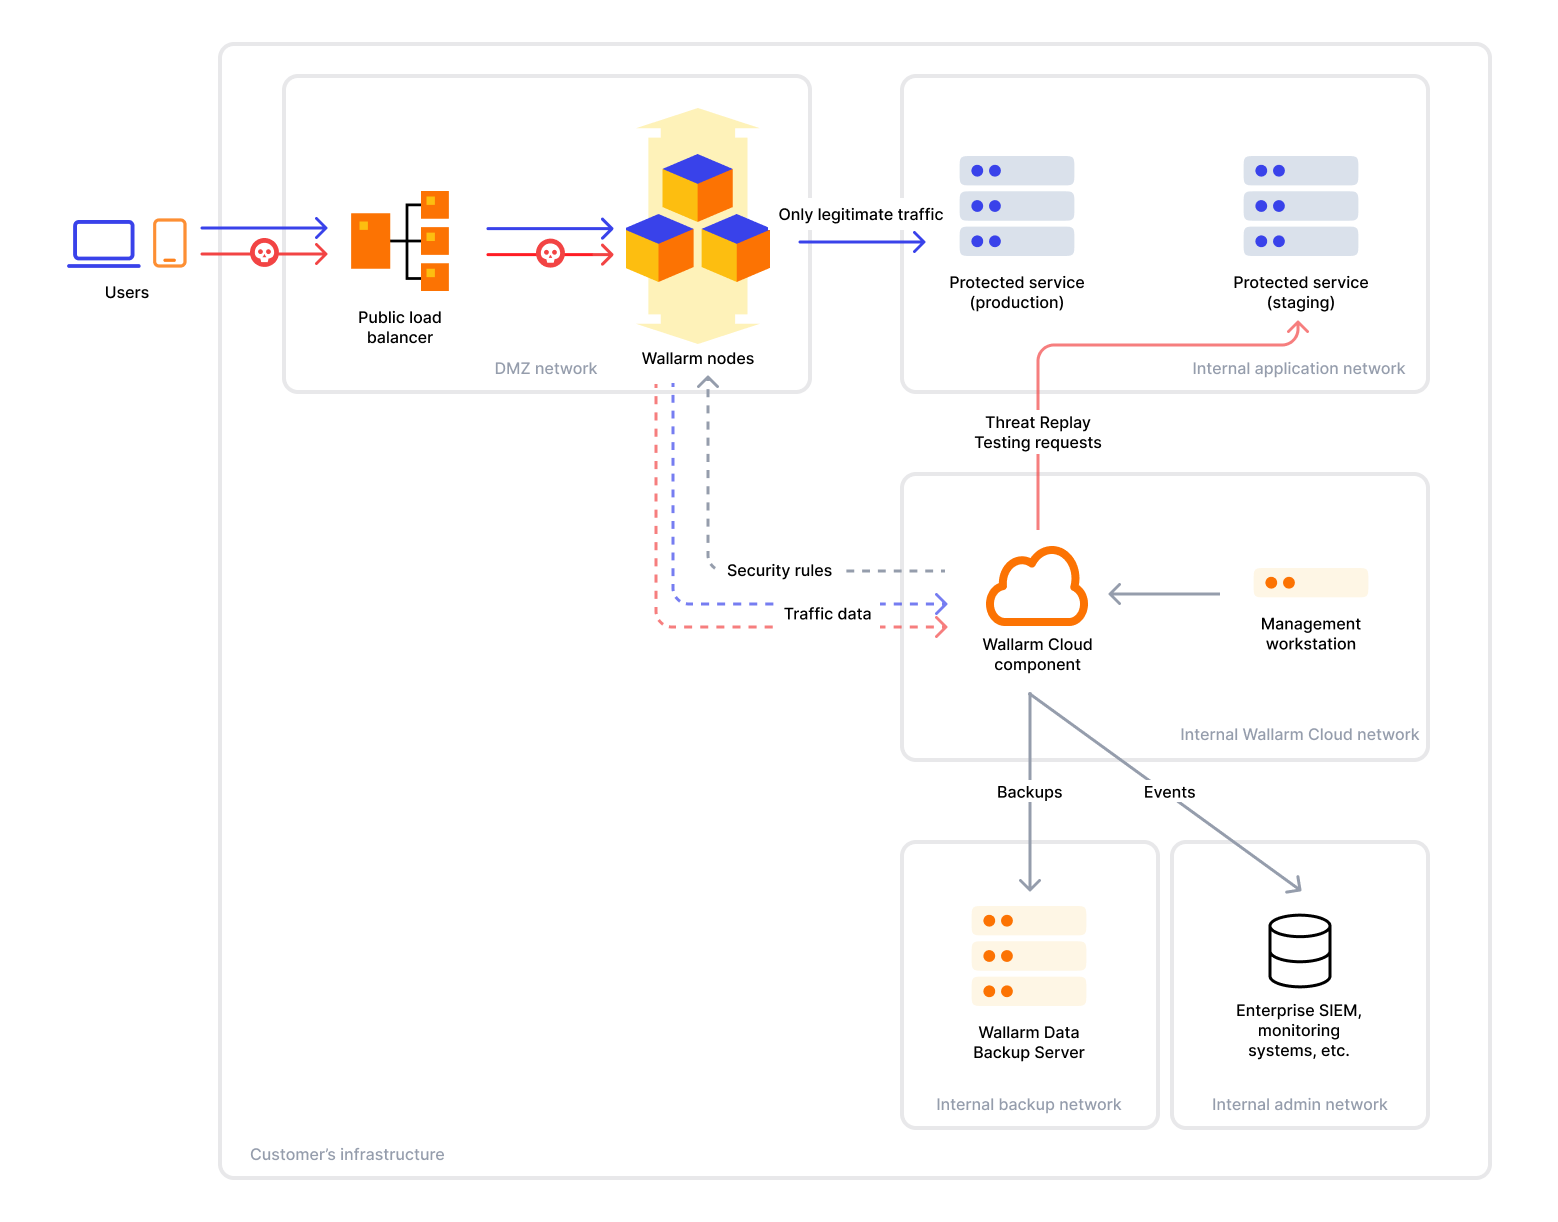 Users
Public load
balancer
Wallarm nodes
DMZ network
Only legitimate traffic
Protected service
(production)
Protected service
(staging)
Internal application network
Threat Replay
Testing requests
Security rules
Traffic data
Wallarm Cloud
component
Management
workstation
Internal Wallarm Cloud network
Backups
Events
Wallarm Data
Backup Server
Internal backup network
Enterprise SIEM,
monitoring
systems, etc.
Internal admin network
Customer’s infrastructure